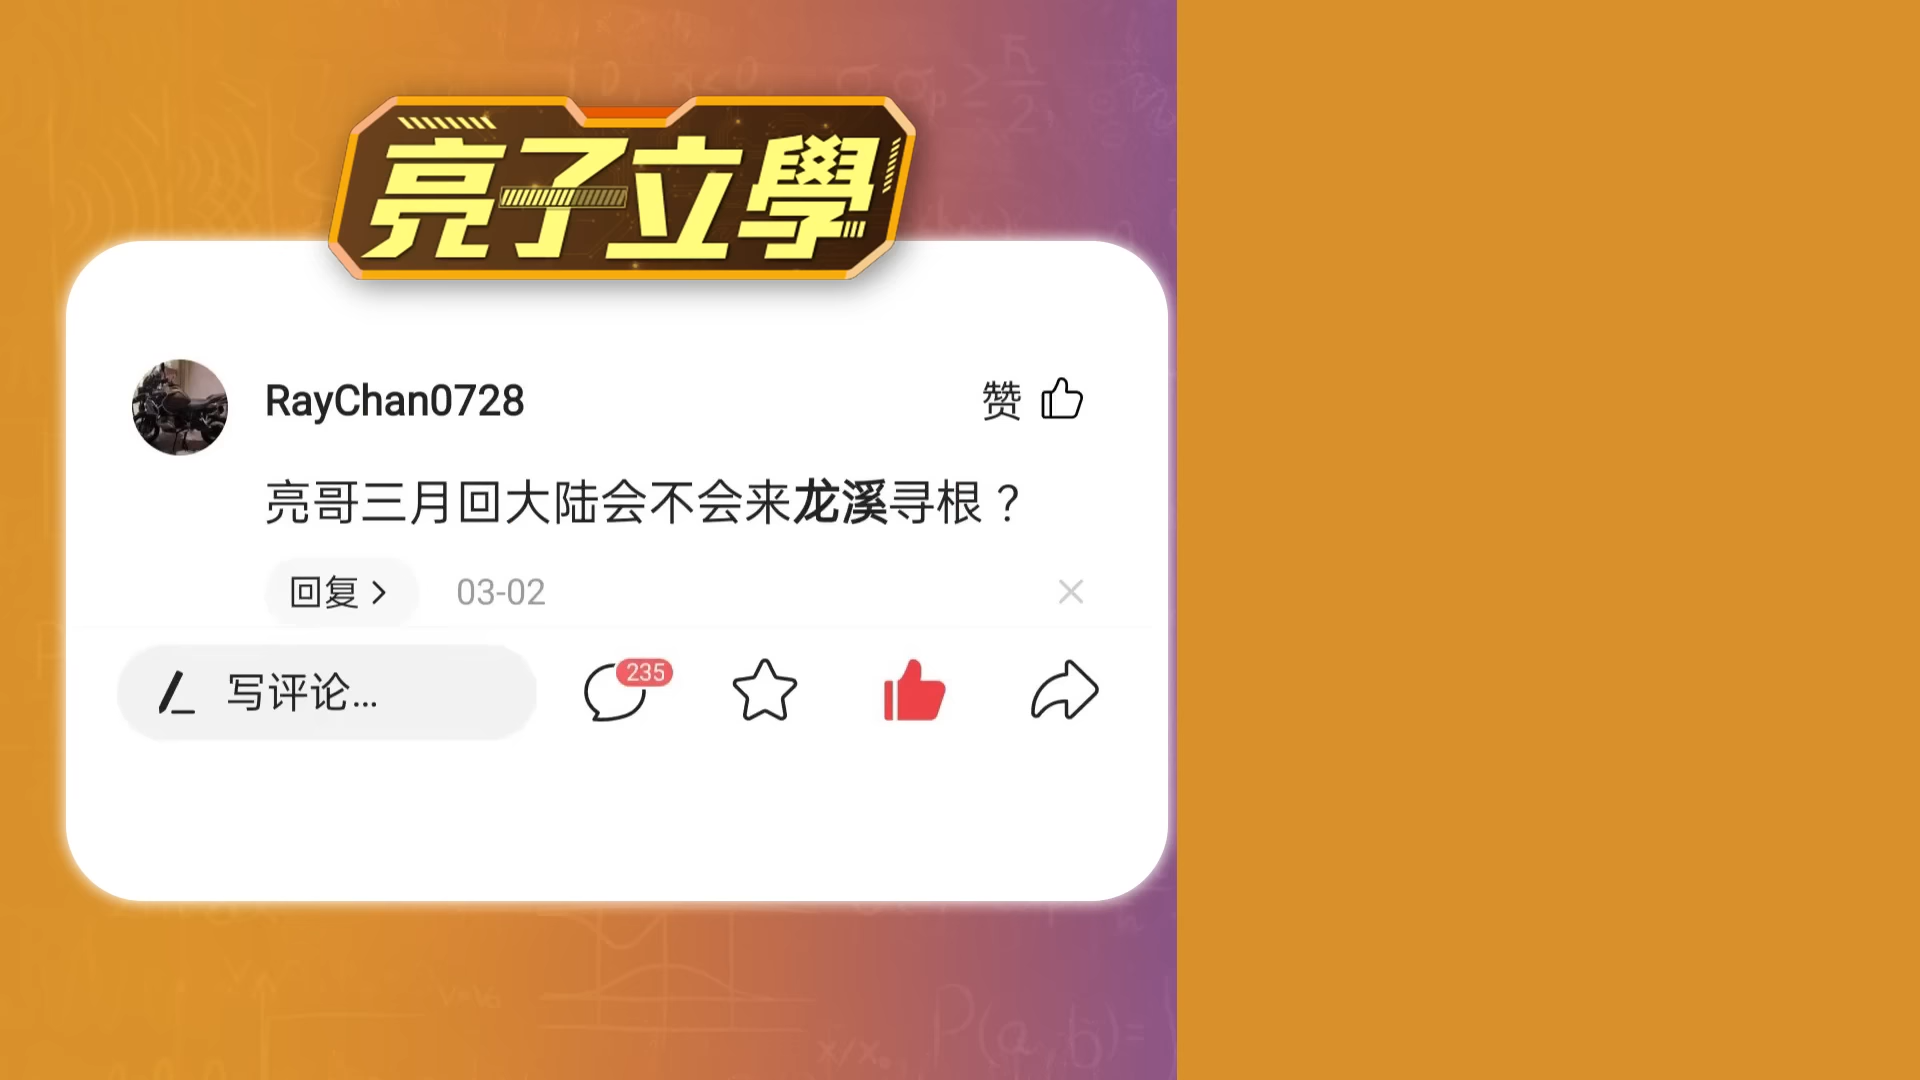 亮了立學
RayChan0728
赞
亮哥三月回大陆会不会来龙溪寻根？
回复
03-02
写评论...
235
P(a,b)=